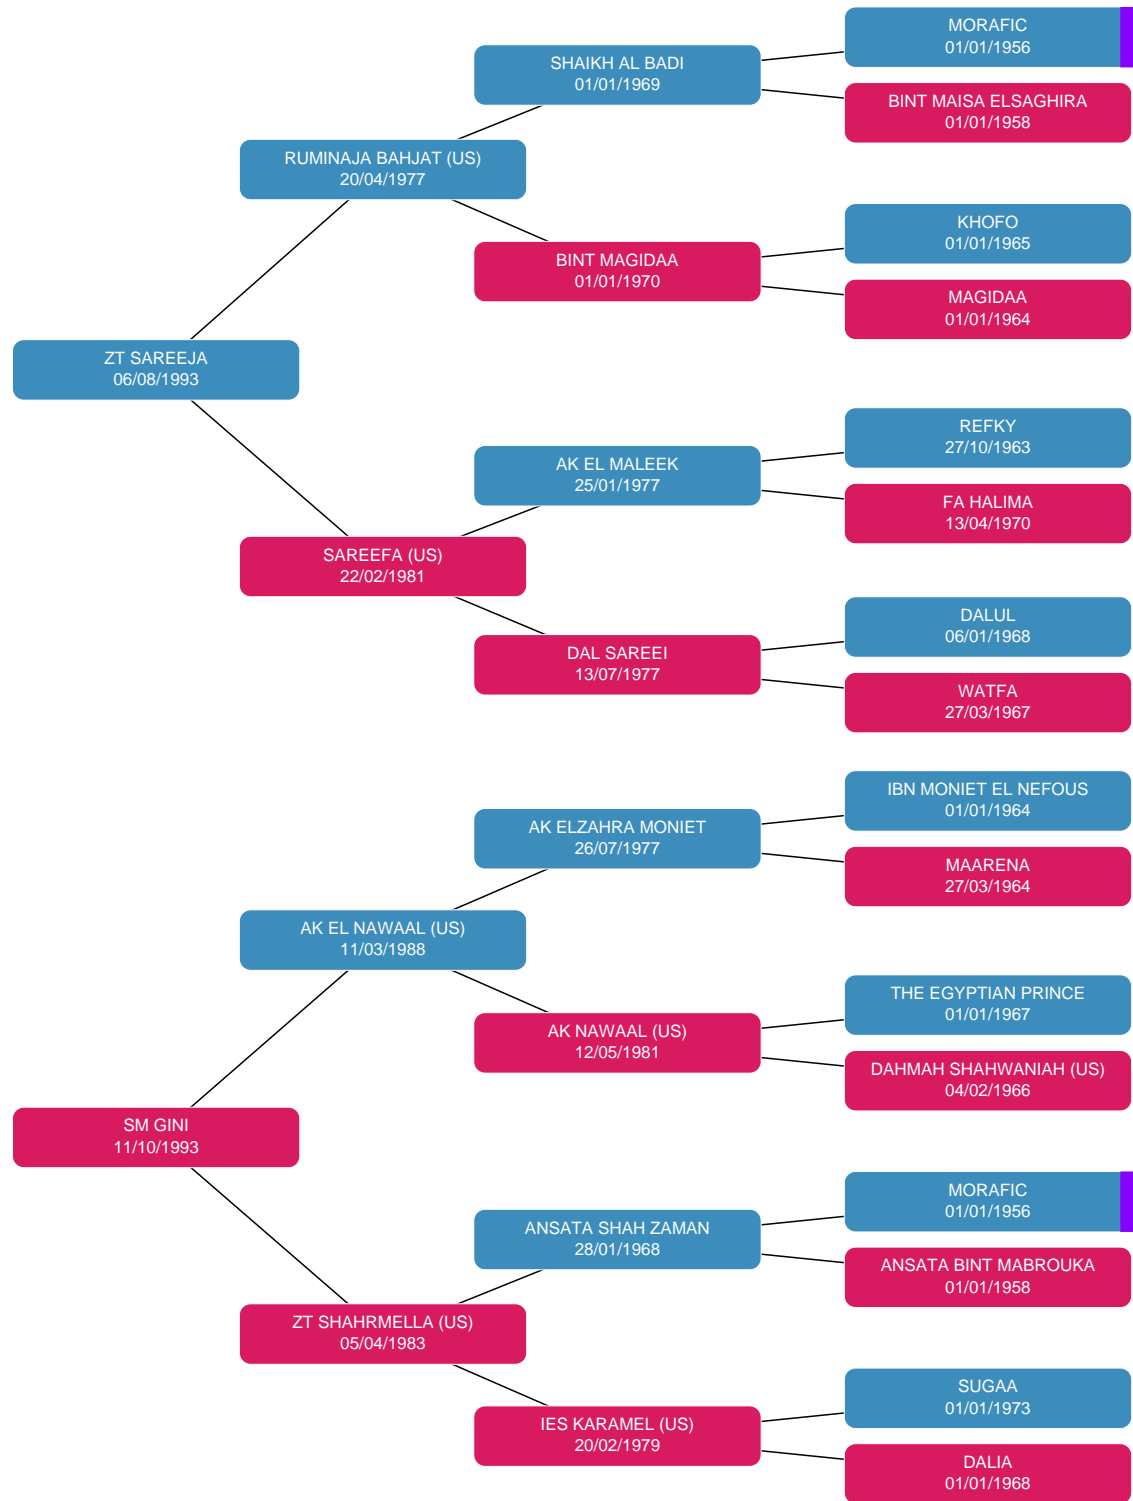 MORAFIC
01/01/1956
SHAIKH AL BADI
01/01/1969
BINT MAISA ELSAGHIRA
01/01/1958
RUMINAJA BAHJAT (US)
20/04/1977
KHOFO
01/01/1965
BINT MAGIDAA
01/01/1970
MAGIDAA
01/01/1964
ZT SAREEJA
06/08/1993
REFKY
27/10/1963
AK EL MALEEK
25/01/1977
FA HALIMA
13/04/1970
SAREEFA (US)
22/02/1981
DALUL
06/01/1968
DAL SAREEI
13/07/1977
WATFA
27/03/1967
IBN MONIET EL NEFOUS
01/01/1964
AK ELZAHRA MONIET
26/07/1977
MAARENA
27/03/1964
AK EL NAWAAL (US)
11/03/1988
THE EGYPTIAN PRINCE
01/01/1967
AK NAWAAL (US)
12/05/1981
DAHMAH SHAHWANIAH (US)
04/02/1966
SM GINI
11/10/1993
MORAFIC
01/01/1956
ANSATA SHAH ZAMAN
28/01/1968
ANSATA BINT MABROUKA
01/01/1958
ZT SHAHRMELLA (US)
05/04/1983
SUGAA
01/01/1973
IES KARAMEL (US)
20/02/1979
DALIA
01/01/1968